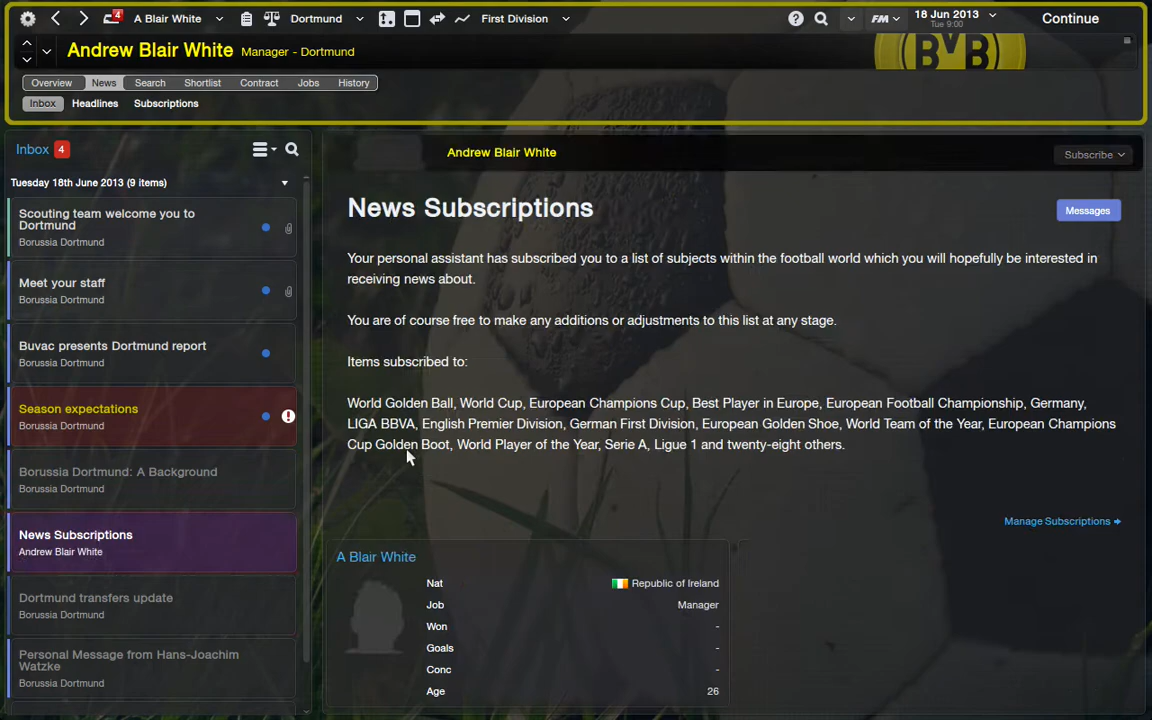 4 A Blair White Dortmund First Division FM 18 Jun 2013 Continue
Tue 9:00
Andrew Blair White Manager - Dortmund
BVB
Overview News Search Shortlist Contract Jobs History
Inbox Headlines Subscriptions
Inbox 4
Tuesday 18th June 2013 (9 items)
Scouting team welcome you to
Dortmund
Borussia Dortmund
Meet your staff
Borussia Dortmund
Buvac presents Dortmund report
Borussia Dortmund
Season expectations
Borussia Dortmund
Borussia Dortmund: A Background
Borussia Dortmund
News Subscriptions
Andrew Blair White
Dortmund transfers update
Borussia Dortmund
Personal Message from Hans-Joachim
Watzke
Borussia Dortmund
Andrew Blair White
Subscribe
News Subscriptions
Messages
Your personal assistant has subscribed you to a list of subjects within the football world which you will hopefully be interested in
receiving news about.
You are of course free to make any additions or adjustments to this list at any stage.
Items subscribed to:
World Golden Ball, World Cup, European Champions Cup, Best Player in Europe, European Football Championship, Germany,
LIGA BBVA, English Premier Division, German First Division, European Golden Shoe, World Team of the Year, European Champions
Cup Golden Boot, World Player of the Year, Serie A, Ligue 1 and twenty-eight others.
Manage Subscriptions
A Blair White
Nat Republic of Ireland
Job Manager
Won -
Goals -
Conc -
Age 26